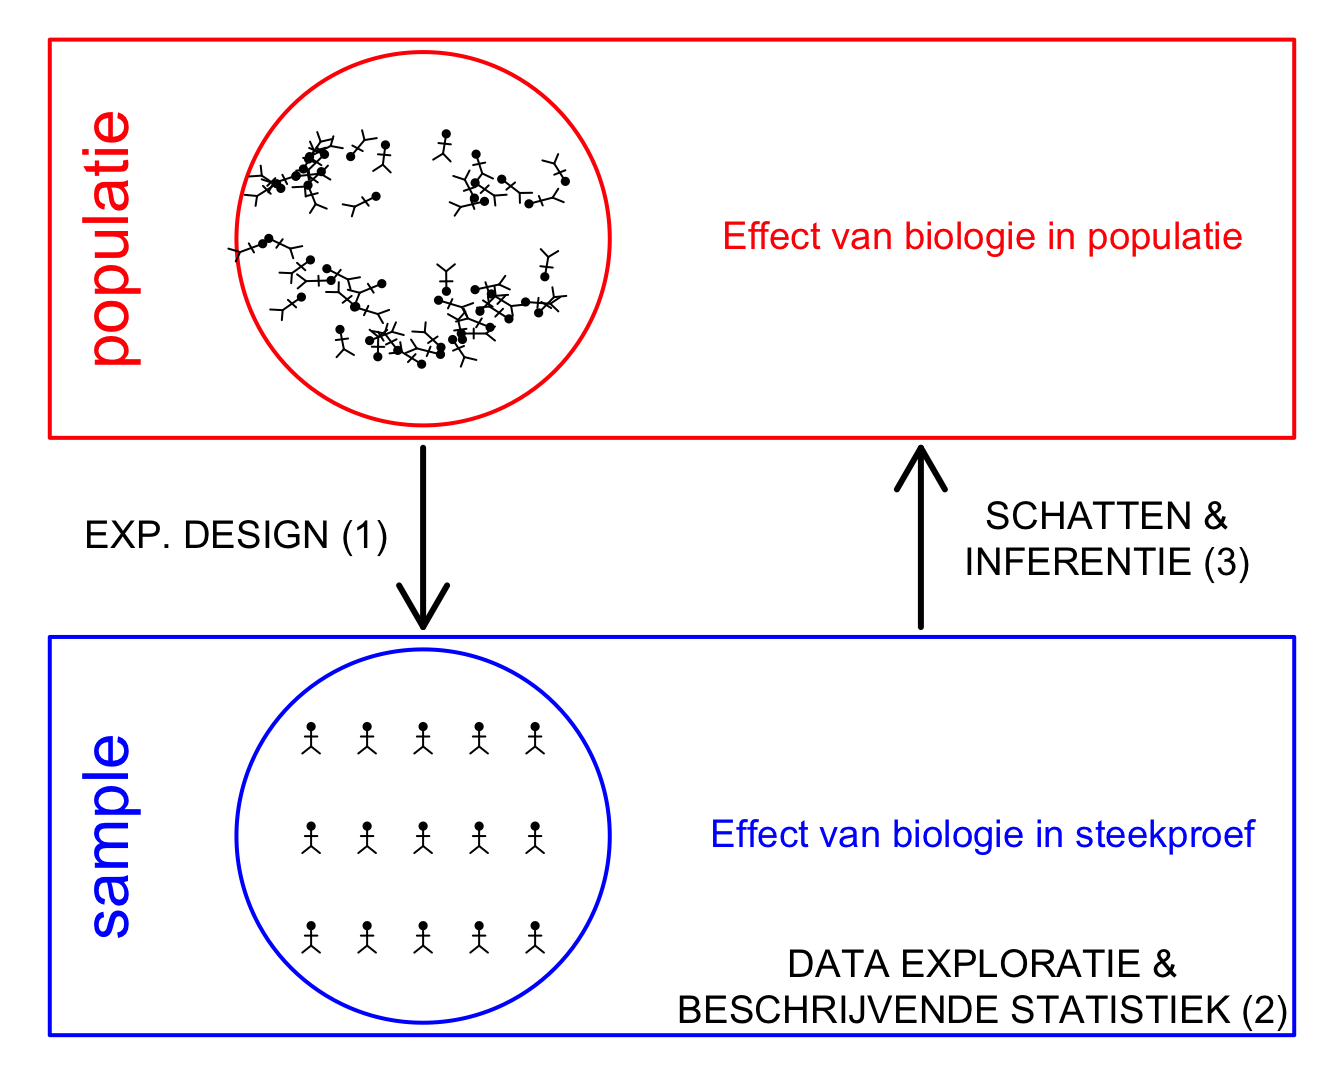 populatie
Effect van biologie in populatie
EXP. DESIGN (1)
SCHATTEN &
INFERENTIE (3)
sample
Effect van biologie in steekproef
DATA EXPLORATIE &
BESCHRIJVENDE STATISTIEK (2)